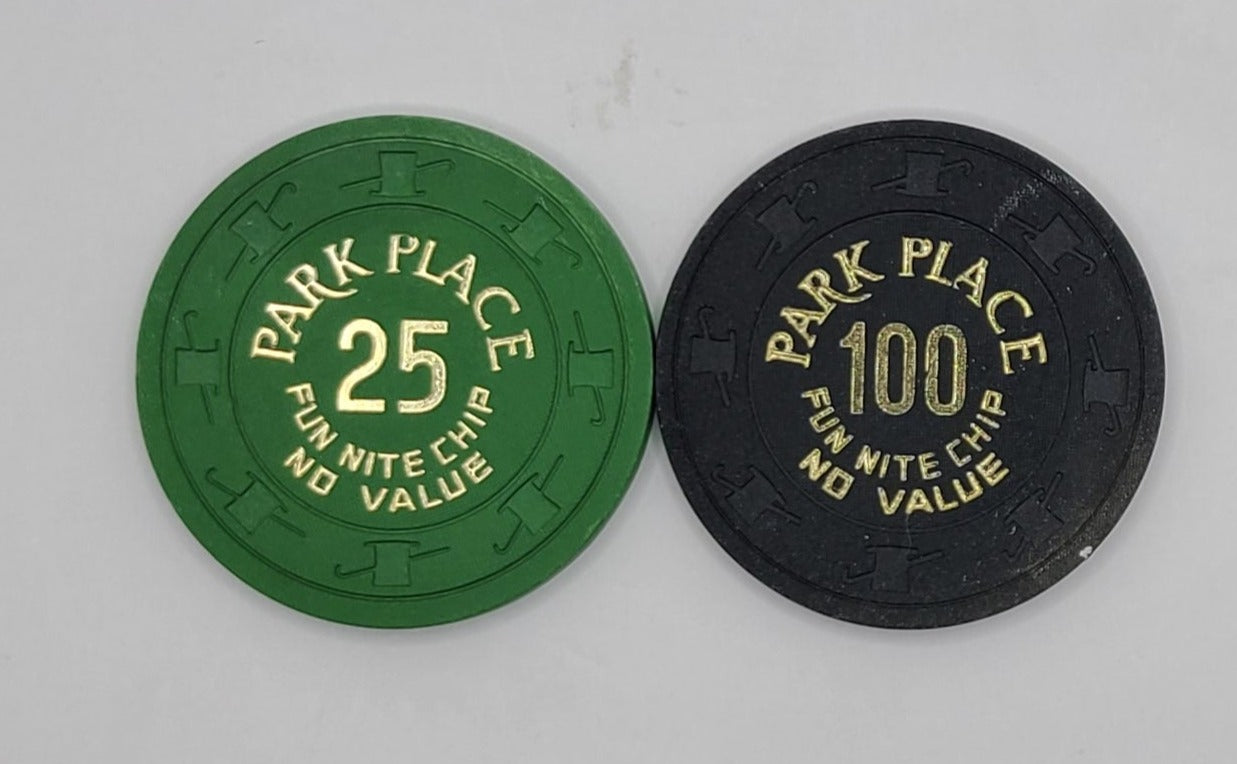 PARK PLACE
25
FUN NITE CHIP
NO VALUE
PARK PLACE
100
FUN NITE CHIP
NO VALUE